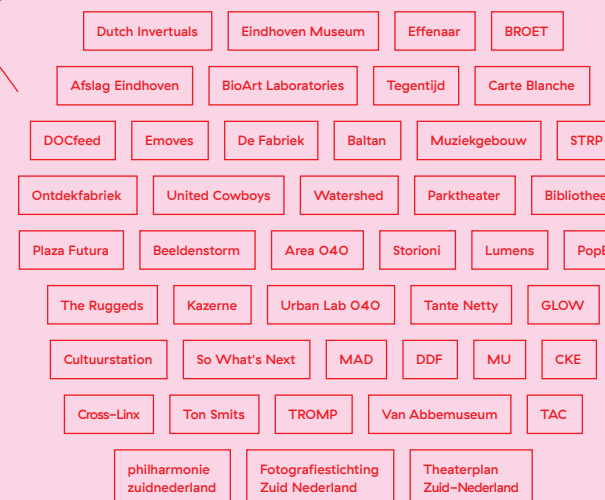 Dutch Invertuals Eindhoven Museum Effenaar BROET
Afslag Eindhoven BioArt Laboratories Tegentijd Carte Blanche
DOCfeed Emoves De Fabriek Baltan Muziekgebouw STRP
Ontdekfabriek United Cowboys Watershed Parktheater
Plaza Futura Beeldenstorm Area 040 Storioni Lumens
The Ruggeds Kazerne Urban Lab 040 Tante Netty GLOW
Cultuurstation So What's Next MAD DDF MU CKE
Cross-Linx Ton Smits TROMP Van Abbemuseum TAC
philharmonie
zuidnederland
Fotografiestichting
Zuid Nederland
Theaterplan
Zuid-Nederland